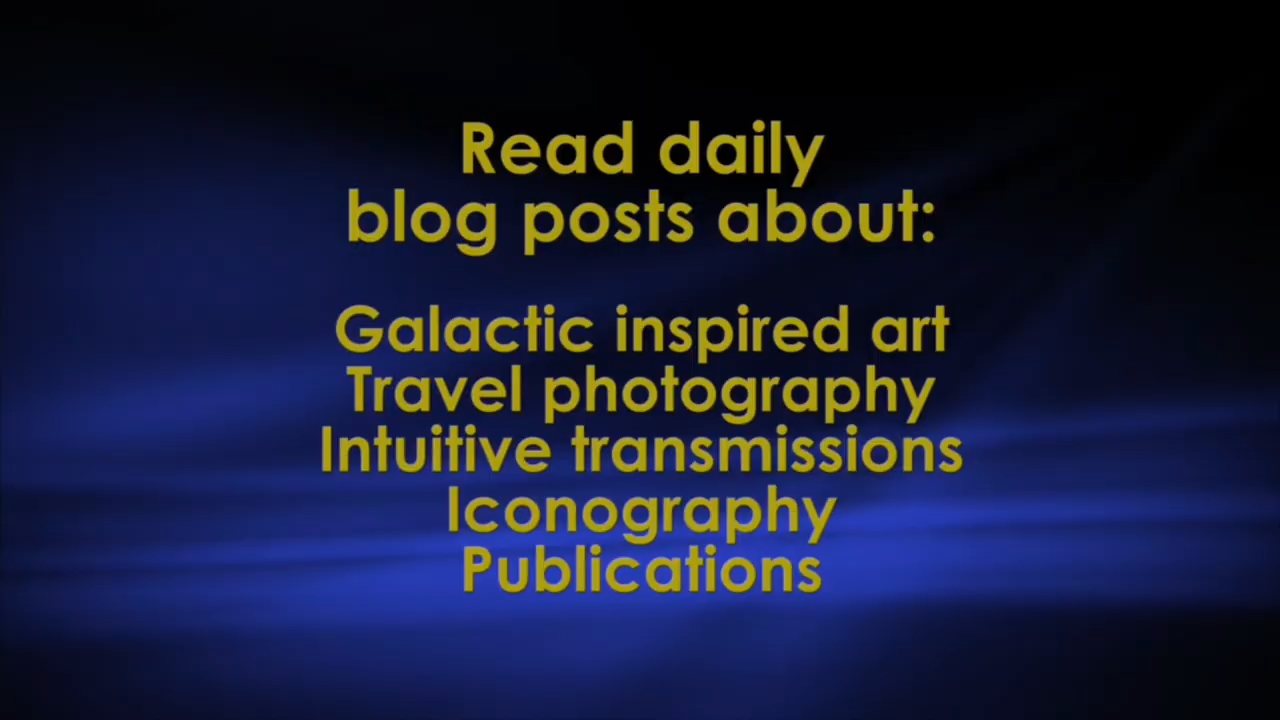 Read daily
blog posts about:
Galactic inspired art
Travel photography
Intuitive transmissions
Iconography
Publications